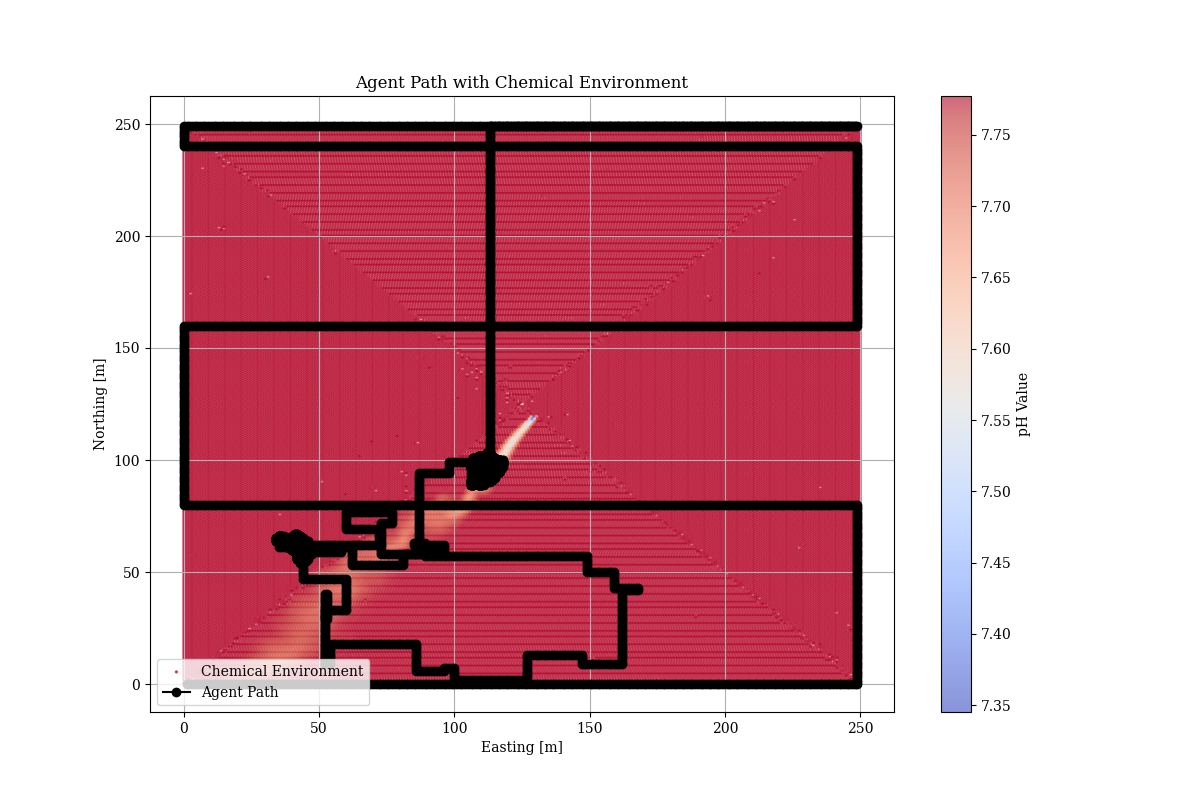 Agent Path with Chemical Environment
250
200
150
100
50
0
Northing [m]
0 50 100 150 200 250
Easting [m]
Chemical Environment
Agent Path
7.75
7.70
7.65
7.60
7.55
7.50
7.45
7.40
7.35
pH Value